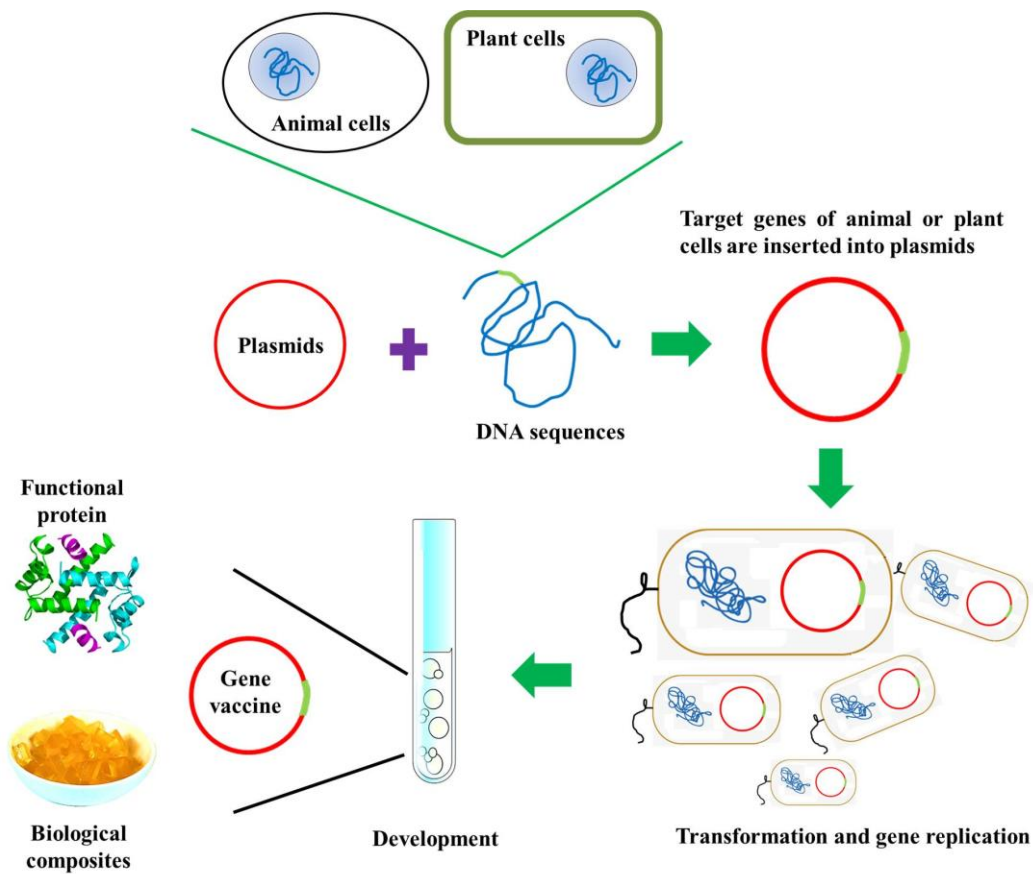 Plant cells
Animal cells
Target genes of animal or plant
cells are inserted into plasmids
Plasmids
DNA sequences
Functional
protein
Gene
vaccine
Biological
composites
Development
Transformation and gene replication